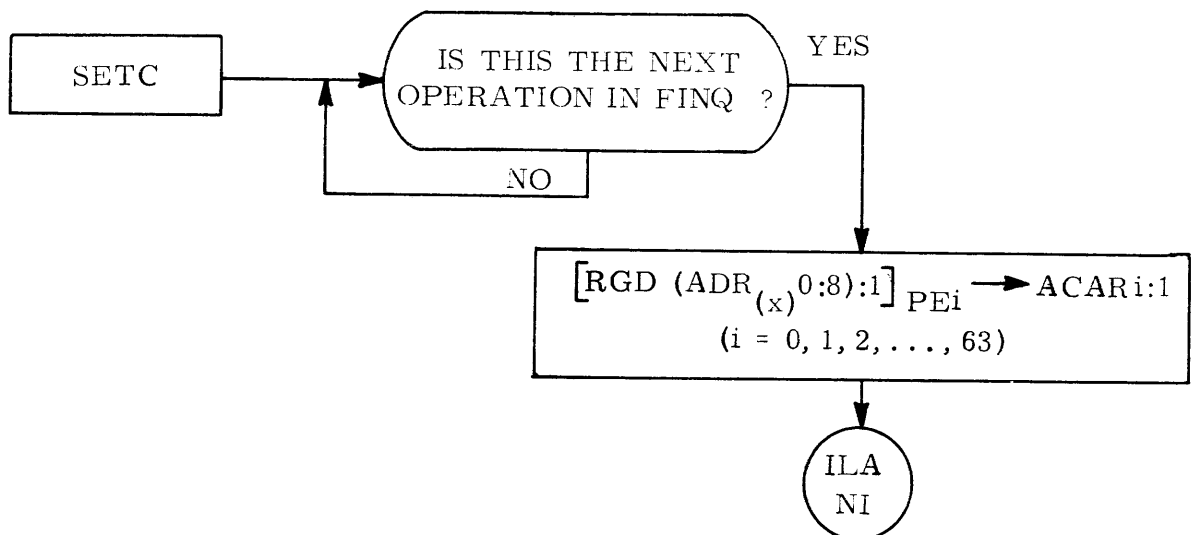 SETC
IS THIS THE NEXT
OPERATION IN FINQ ?
YES
NO
[RGD (ADR(x)0:8):1]PEi → ACARi:1
(i = 0, 1, 2, ..., 63)
ILA
NI